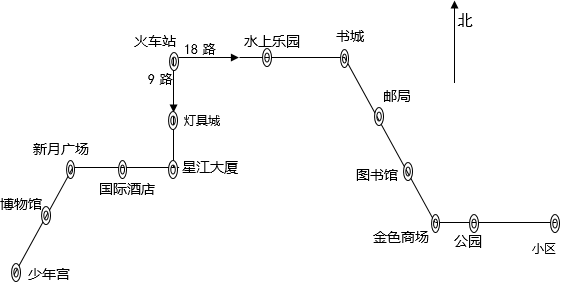 北
火车站
18 路
水上乐园
书城
9 路
邮局
灯具城
新月广场
星江大厦
图书馆
国际酒店
博物馆
金色商场
公园
小区
少年宫